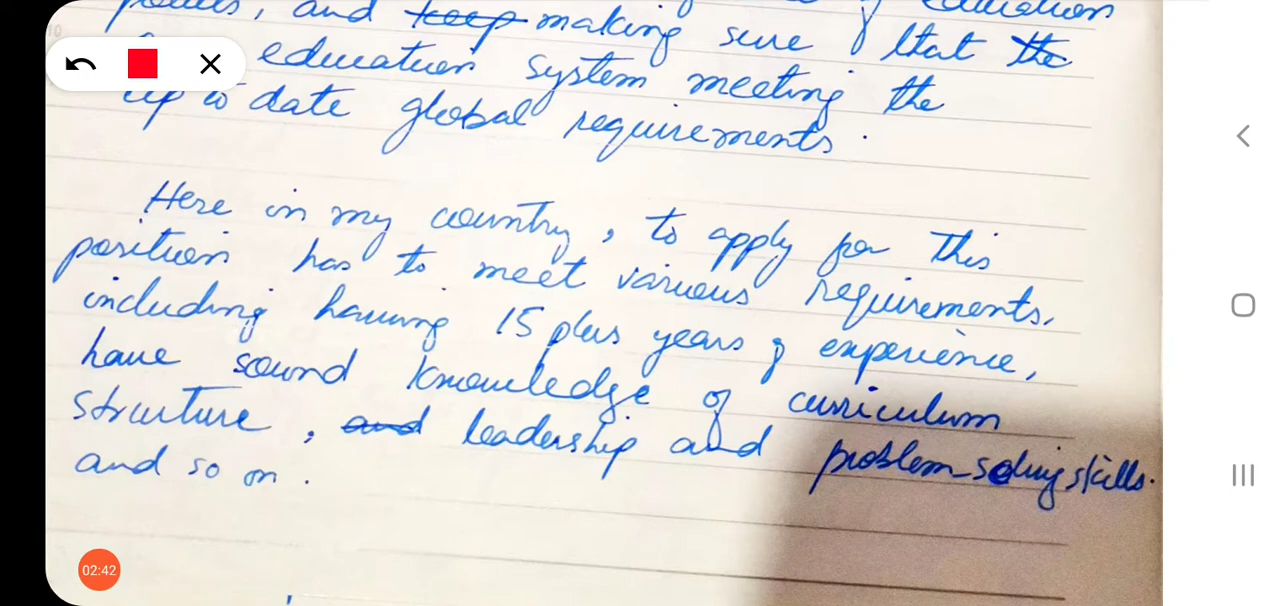 and keep making sure that the
education system meeting the
up to date global requirements.
Here in my country, to apply for this
position has to meet various requirements,
including having 15 plus years of experience,
have sound knowledge of curriculum
structure, and leadership and problem-solving skills.
and so on.
02:42